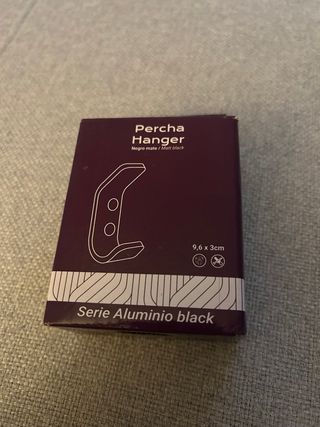 Percha
Hanger
Negro mate / Matt black
9,6 x 3cm
Serie Aluminio black